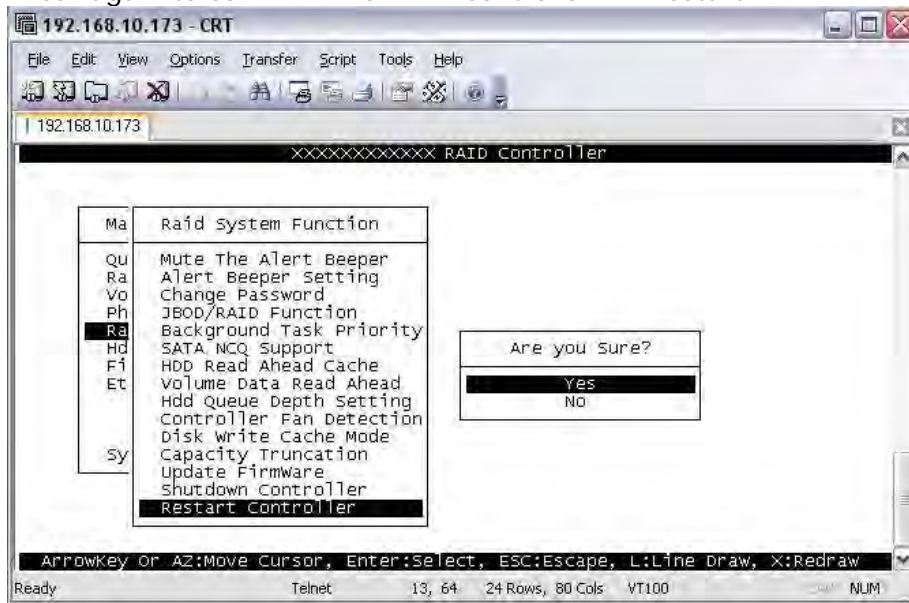 192.168.10.173 - CRT
File Edit View Options Transfer Script Tools Help
192.168.10.173
XXXXXXXXXXXX RAID Controller
Ma
Raid System Function
Qu
Mute The Alert Beeper
Ra
Alert Beeper Setting
Vo
Change Password
Ph
JBOD/RAID Function
Ra
Background Task Priority
Hd
SATA NCQ Support
Fi
HDD Read Ahead Cache
Et
Volume Data Read Ahead
Hdd Queue Depth Setting
Controller Fan Detection
Disk Write Cache Mode
Sy
Capacity Truncation
Update FirmWare
Shutdown Controller
Restart Controller
Are you Sure?
Yes
No
ArrowKey Or AZ:Move Cursor, Enter:Select, ESC:Escape, L:Line Draw, X:Redraw
Ready Telnet 13, 64 24 Rows, 80 Cols VT100 NUM